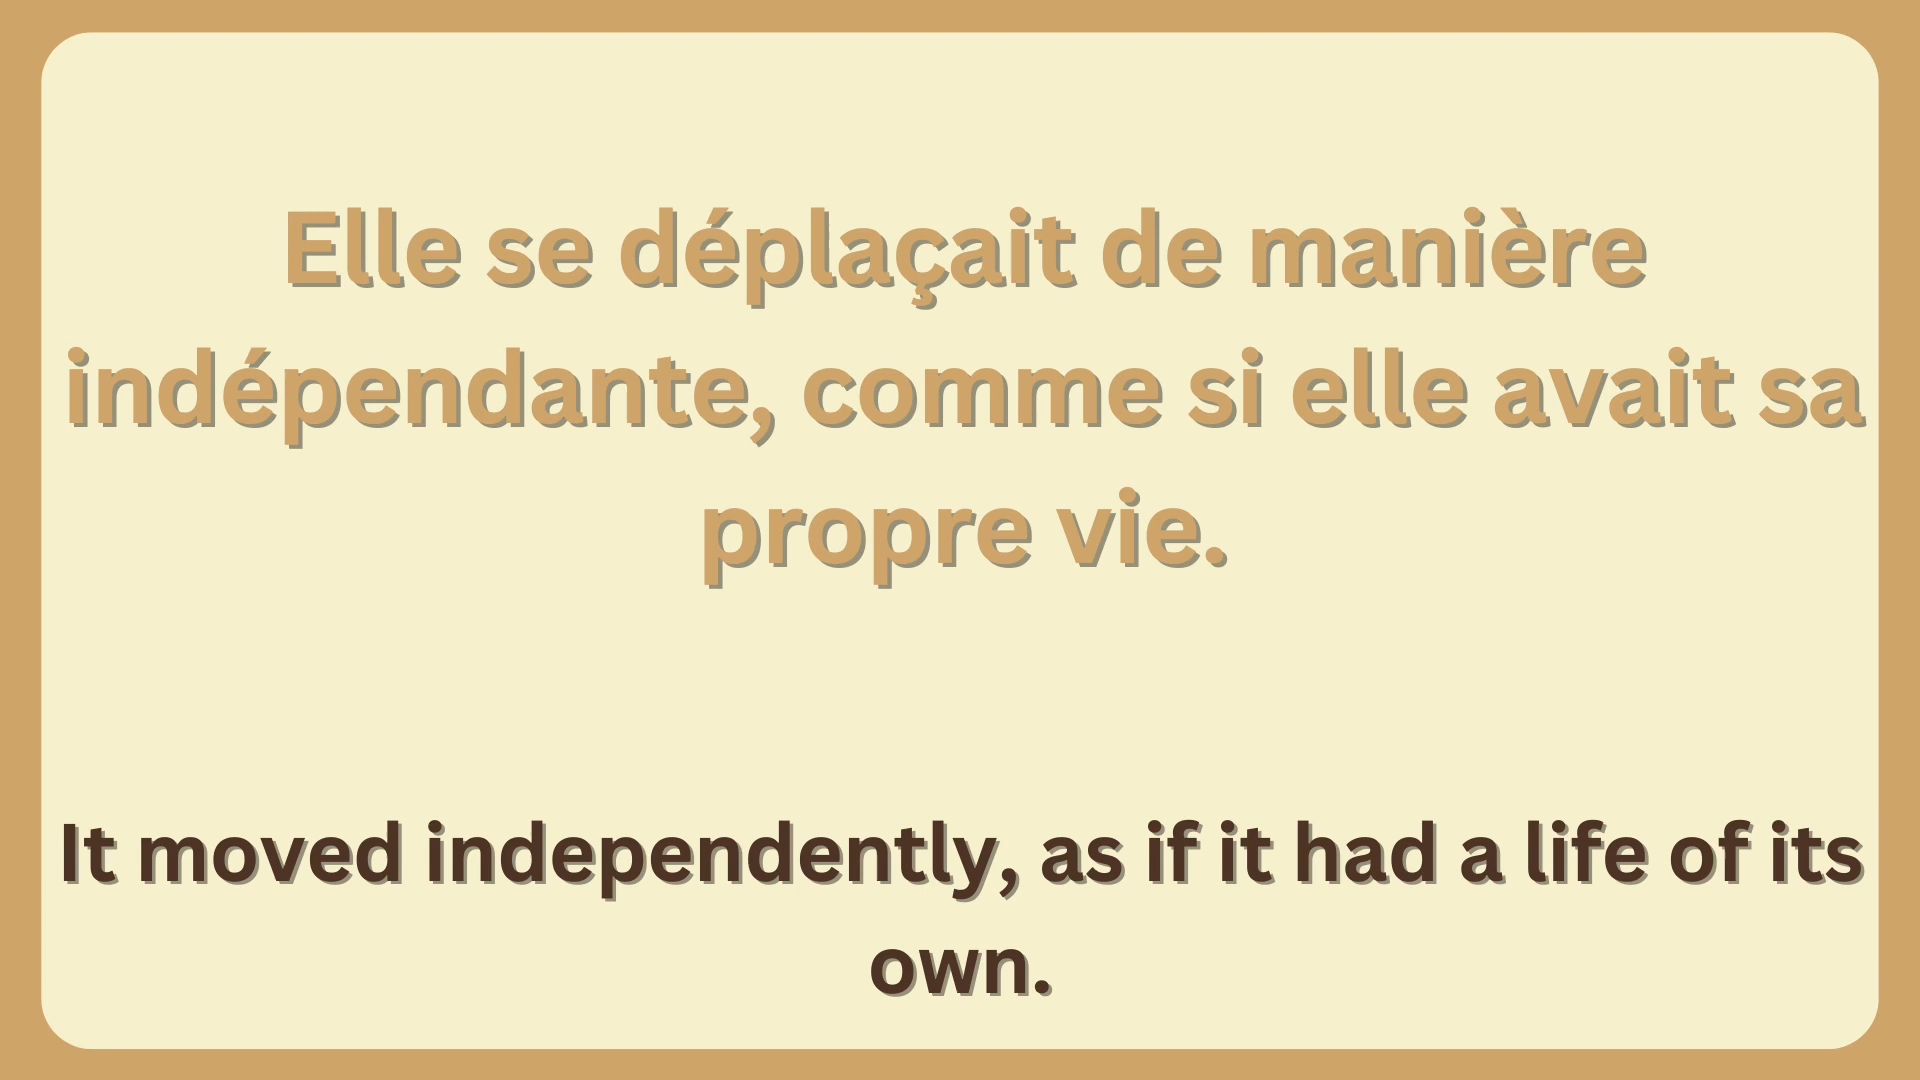 Elle se déplaçait de manière
indépendante, comme si elle avait sa
propre vie.
It moved independently, as if it had a life of its
own.